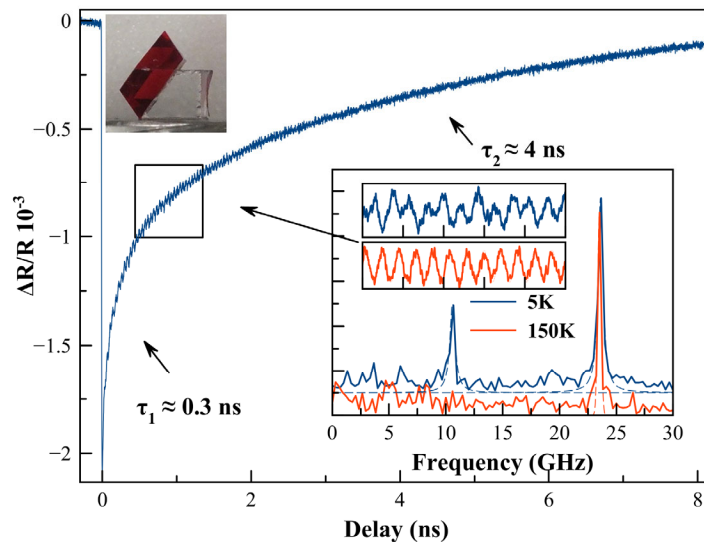 0
−0.5
−1
−1.5
−2
ΔR/R 10⁻³
τ₂ ≈ 4 ns
τ₁ ≈ 0.3 ns
5K
150K
0 5 10 15 20 25 30
Frequency (GHz)
0 2 4 6 8
Delay (ns)